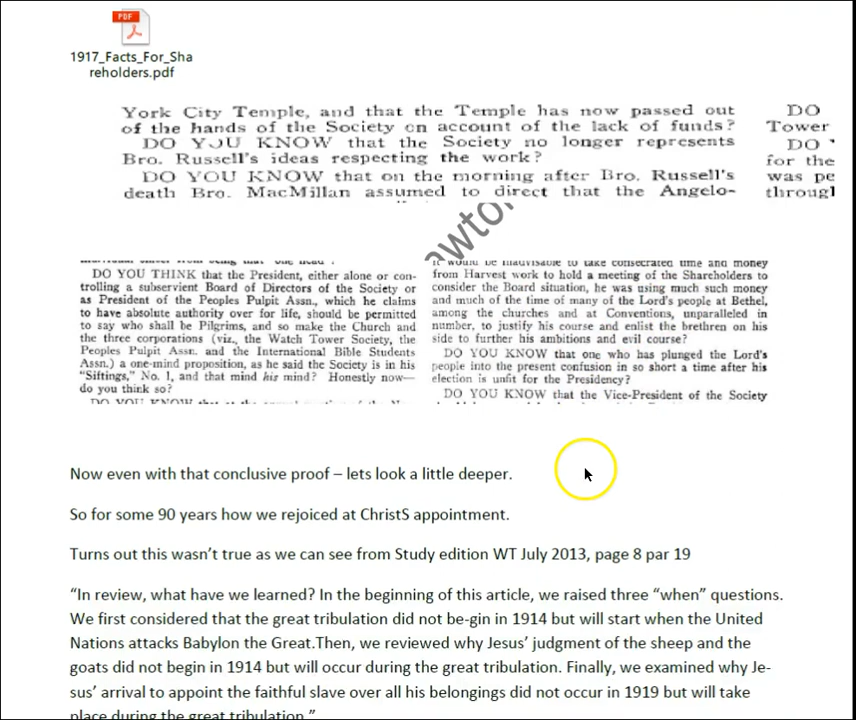 PDF
1917_Facts_For_Sha
reholders.pdf
York City Temple, and that the Temple has now passed out
of the hands of the Society on account of the lack of funds?
DO YOU KNOW that the Society no longer represents
Bro. Russell's ideas respecting the work?
DO YOU KNOW that on the morning after Bro. Russell's
death Bro. MacMillan assumed to direct that the Angelo-
DO
Tower
DO
for the
was pe
througl
DO YOU THINK that the President, either alone or con-
trolling a subservient Board of Directors of the Society or
as President of the Peoples Pulpit Assn., which he claims
to have absolute authority over for life, should be permitted
to say who shall be Pilgrims, and so make the Church and
the three corporations (viz., the Watch Tower Society, the
Peoples Pulpit Assn. and the International Bible Students
Assn.) a one-mind proposition, as he said the Society is in his
"Siftings," No. 1, and that mind his mind? Honestly now—
do you think so?
it would be inadvisable to take consecrated time and money
from Harvest work to hold a meeting of the Shareholders to
consider the Board situation, he was using much such money
and much of the time of many of the Lord's people at Bethel,
among the churches and at Conventions, unparalleled in
number, to justify his course and enlist the brethren on his
side to further his ambitions and evil course?
DO YOU KNOW that one who has plunged the Lord's
people into the present confusion in so short a time after his
election is unfit for the Presidency?
DO YOU KNOW that the Vice-President of the Society
Now even with that conclusive proof – lets look a little deeper.
So for some 90 years how we rejoiced at ChristS appointment.
Turns out this wasn't true as we can see from Study edition WT July 2013, page 8 par 19
"In review, what have we learned? In the beginning of this article, we raised three "when" questions.
We first considered that the great tribulation did not be-gin in 1914 but will start when the United
Nations attacks Babylon the Great.Then, we reviewed why Jesus' judgment of the sheep and the
goats did not begin in 1914 but will occur during the great tribulation. Finally, we examined why Je-
sus' arrival to appoint the faithful slave over all his belongings did not occur in 1919 but will take
place during the great tribulation."